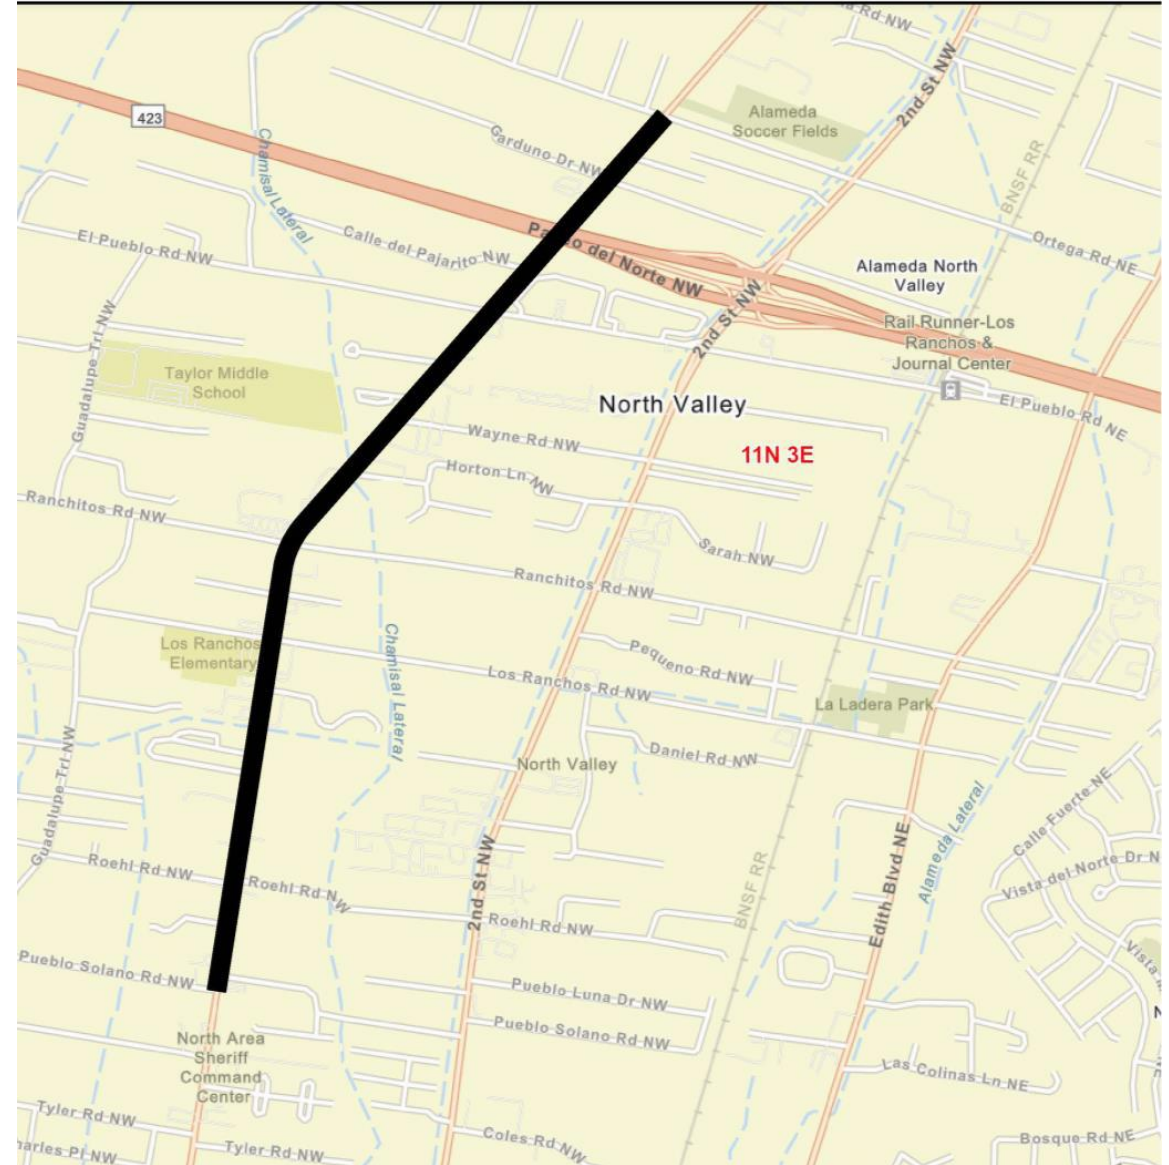 Rd NW
2nd St NW
423
Alameda
Soccer Fields
Garduno Dr NW
Chamisal Lateral
BNSF RR
El Pueblo Rd NW
Calle del Pajarito NW
Ortega Rd NE
Alameda North
Valley
del Norte NW
2nd St NW
Rail Runner-Los
Ranchos &
Journal Center
Guadalupe Trl NW
Taylor Middle
School
North Valley
El Pueblo Rd NE
Wayne Rd NW
11N 3E
Horton Ln NW
Ranchitos Rd NW
Sarah NW
Ranchitos Rd NW
Los Ranchos
Elementary
Chamisal Lateral
Pequeno Rd NW
Los Ranchos Rd NW
La Ladera Park
Daniel Rd NW
North Valley
Guadalupe Trl NW
Calle Fuerte NE
Alameda Lateral
Edith Blvd NE
2nd St NW
Roehl Rd NW
Roehl Rd NW
Vista del Norte Dr N
BNSF RR
Roehl Rd NW
Vista
Pueblo Solano Rd NW
Pueblo Luna Dr NW
N
Pueblo Solano Rd NW
North Area
Sheriff
Command
Center
Las Colinas Ln NE
Tyler Rd NW
Coles Rd NW
Bosque Rd NE
harles Pl NW
Tyler Rd NW